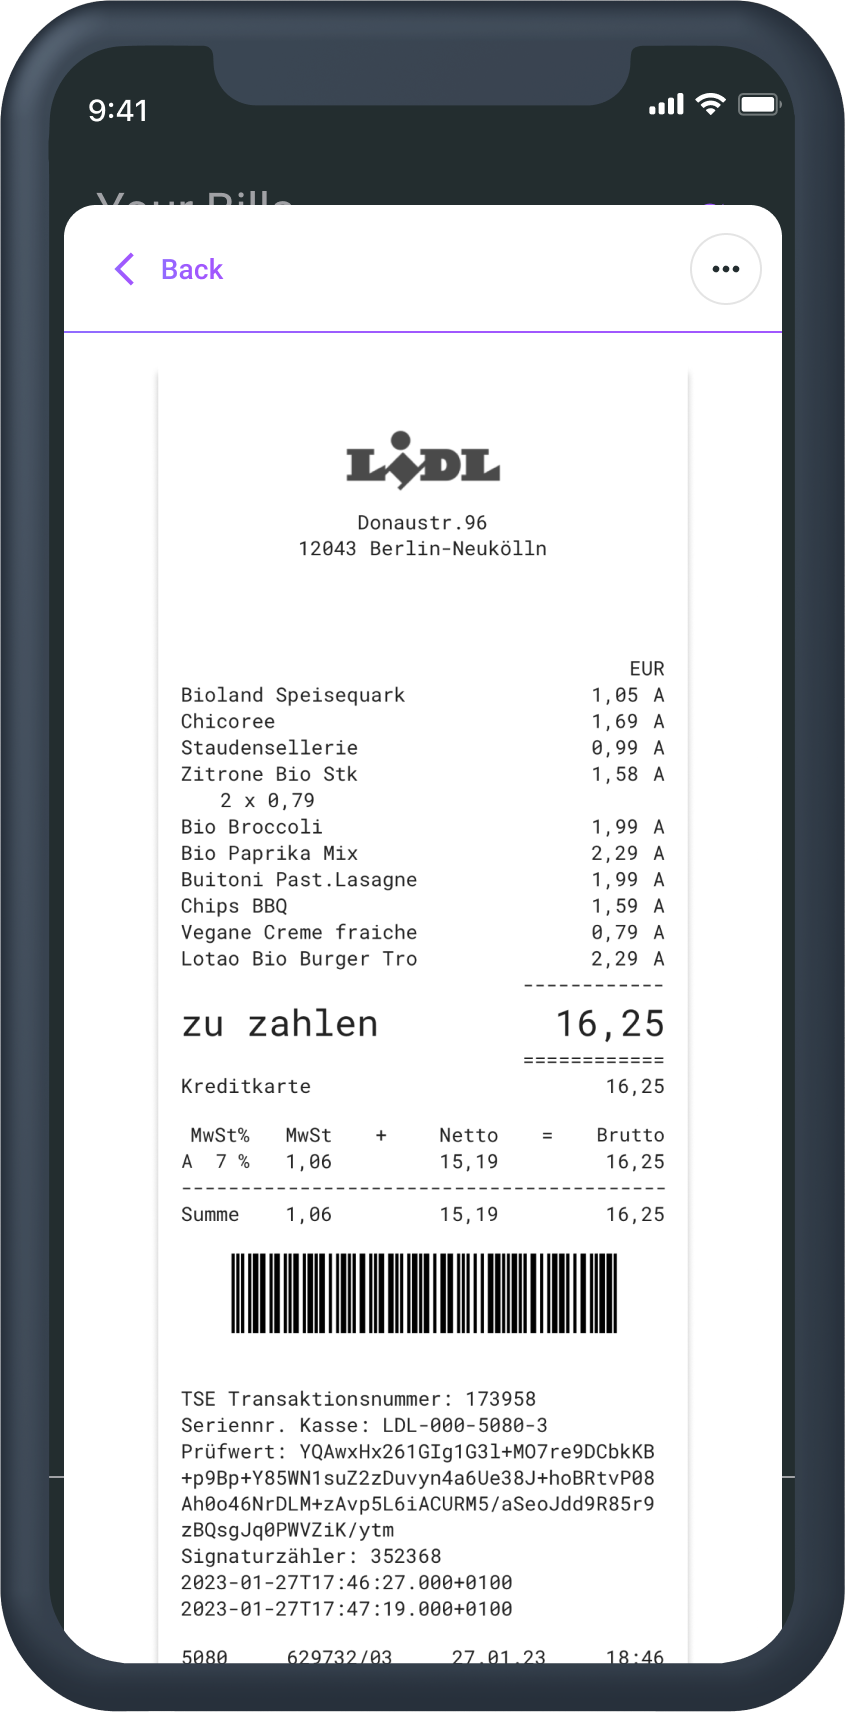 9:41
Your Bills
Back
LIDL
Donaustr.96
12043 Berlin-Neukölln
EUR
Bioland Speisequark 1,05 A
Chicoree 1,69 A
Staudensellerie 0,99 A
Zitrone Bio Stk 1,58 A
2 x 0,79
Bio Broccoli 1,99 A
Bio Paprika Mix 2,29 A
Buitoni Past.Lasagne 1,99 A
Chips BBQ 1,59 A
Vegane Creme fraiche 0,79 A
Lotao Bio Burger Tro 2,29 A
------------
zu zahlen 16,25
============
Kreditkarte 16,25
MwSt% MwSt + Netto = Brutto
A 7 % 1,06 15,19 16,25
-----------------------------------------
Summe 1,06 15,19 16,25
TSE Transaktionsnummer: 173958
Seriennr. Kasse: LDL-000-5080-3
Prüfwert: YQAwxHx261GIg1G3l+MO7re9DCbkKB
+p9Bp+Y85WN1suZ2zDuvyn4a6Ue38J+hoBRtvP08
Ah0o46NrDLM+zAvp5L6iACURM5/aSeoJdd9R85r9
zBQsgJq0PWVZiK/ytm
Signaturzähler: 352368
2023-01-27T17:46:27.000+0100
2023-01-27T17:47:19.000+0100
5080 629732/03 27.01.23 18:46